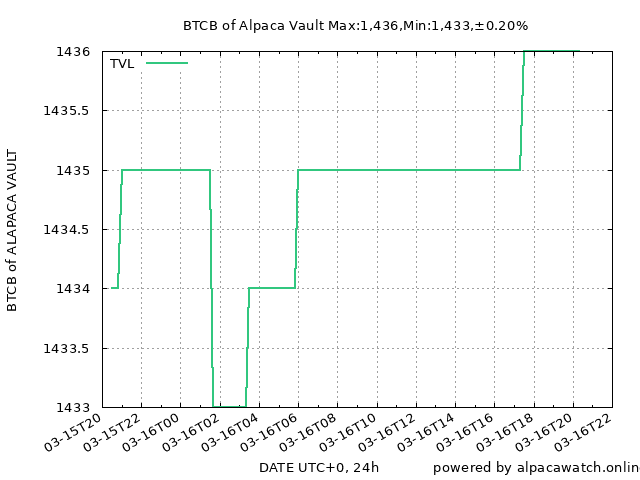 BTCB of Alpaca Vault Max:1,436,Min:1,433,±0.20%
TVL
1436
1435.5
1435
1434.5
1434
1433.5
1433
BTCB of ALAPACA VAULT
03-15T20
03-15T22
03-16T00
03-16T02
03-16T04
03-16T06
03-16T08
03-16T10
03-16T12
03-16T14
03-16T16
03-16T18
03-16T20
03-16T22
DATE UTC+0, 24h
powered by alpacawatch.onlin